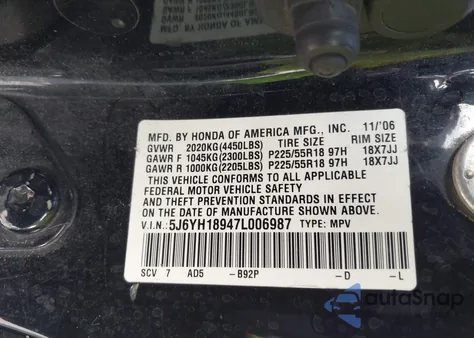 MFD. BY HONDA OF AMERICA MFG., INC. 11/'06
GVWR 2020KG(4450LBS) TIRE SIZE RIM SIZE
GAWR F 1045KG(2300LBS) P225/55R18 97H 18X7JJ
GAWR R 1000KG(2205LBS) P225/55R18 97H 18X7JJ
THIS VEHICLE CONFORMS TO ALL APPLICABLE
FEDERAL MOTOR VEHICLE SAFETY
AND THEFT PREVENTION STANDARDS IN EFFECT
ON THE DATE OF MANUFACTURE SHOWN ABOVE.
V.I.N.: 5J6YH18947L006987 TYPE: MPV
SCV 7 AD5 -B92P -D -L
autoSnap